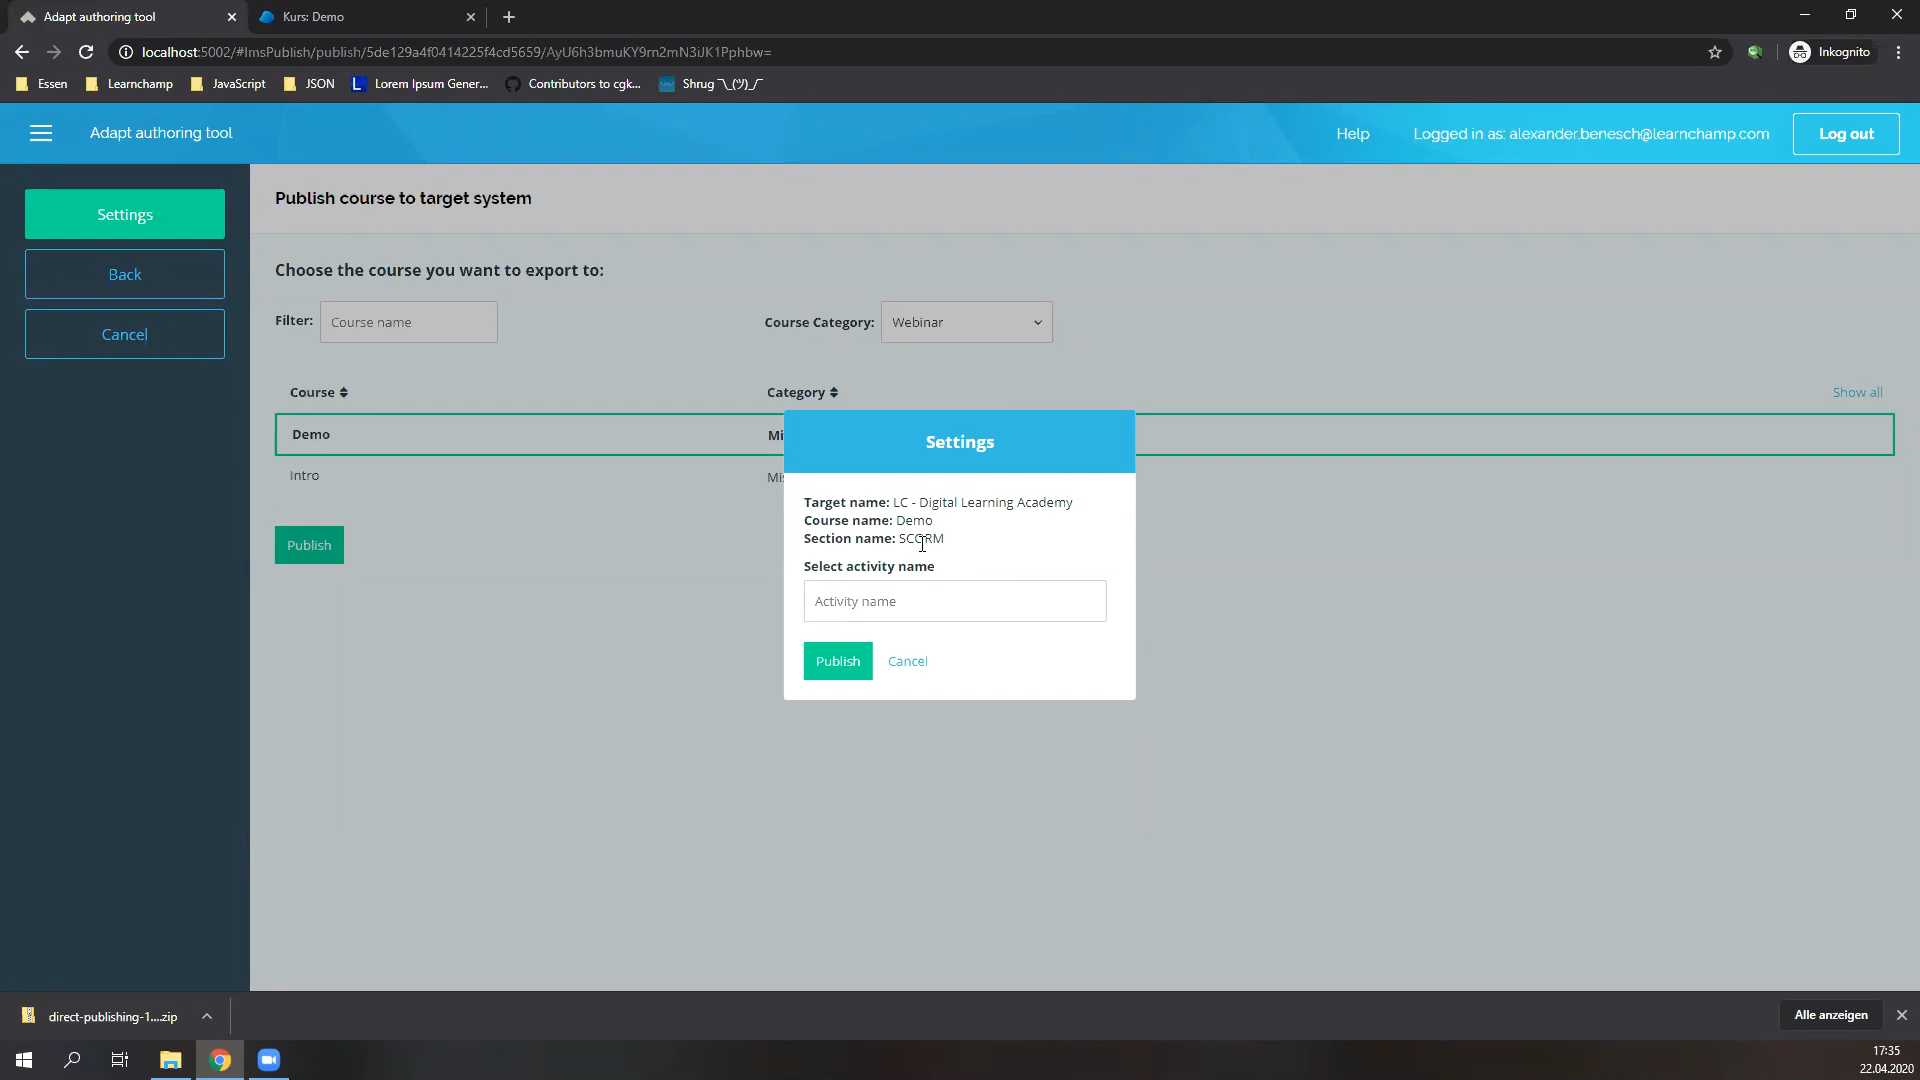 Adapt authoring tool
Kurs: Demo
localhost:5002/#lmsPublish/publish/5de129a4f0414225f4cd5659/AyU6h3bmuKY9rn2mN3iJK1Pphbw=
Inkognito
Essen
Learnchamp
JavaScript
JSON
Lorem Ipsum Gener...
Contributors to cgk...
Shrug ¯\_(ツ)_/¯
Adapt authoring tool
Help
Logged in as: alexander.benesch@learnchamp.com
Log out
Settings
Back
Cancel
Publish course to target system
Choose the course you want to export to:
Filter: Course name
Course Category: Webinar
Course
Category
Show all
Demo
Mi
Intro
Mis
Publish
Settings
Target name: LC - Digital Learning Academy
Course name: Demo
Section name: SCORM
Select activity name
Activity name
Publish
Cancel
direct-publishing-1....zip
Alle anzeigen
17:35
22.04.2020